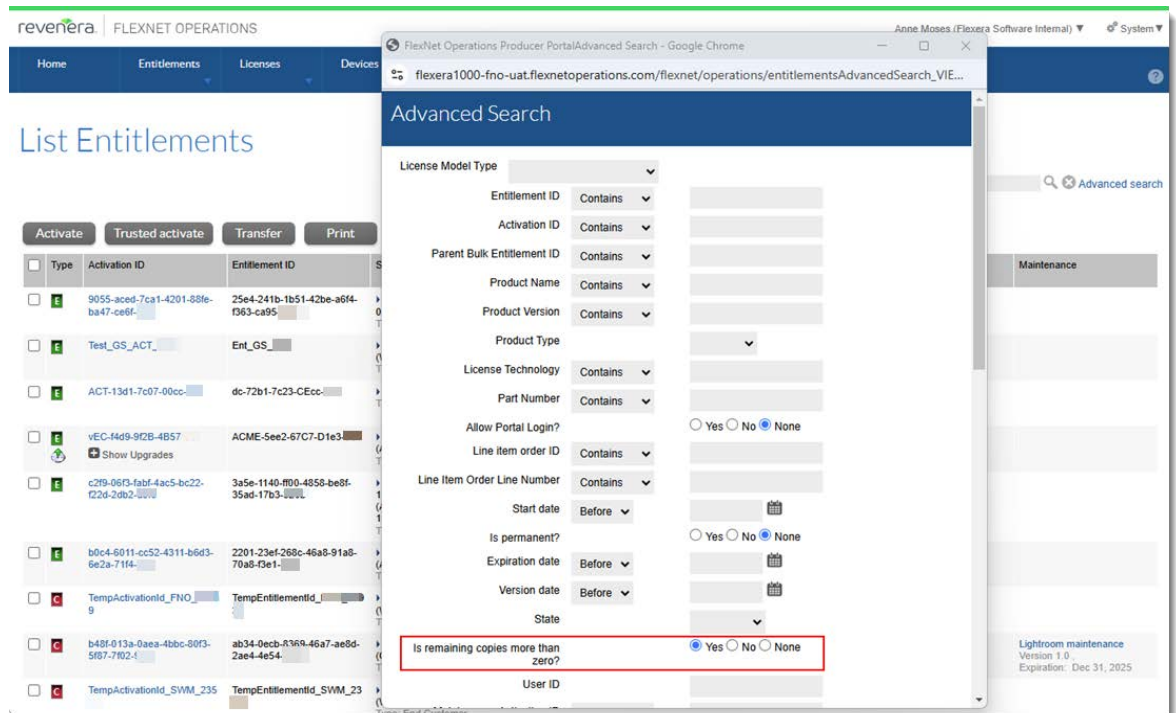 revenera. FLEXNET OPERATIONS
Anne Moses (Flexera Software Internal) System
Home Entitlements Licenses Devices
List Entitlements
Advanced search
Activate Trusted activate Transfer Print
Type Activation ID Entitlement ID S Maintenance
E 9055-aced-7ca1-4201-88fe- 25e4-241b-1b51-42be-a6f4-
ba47-ce6f- f363-ca95-
E Test_GS_ACT_ Ent_GS_
E ACT-13d1-7c07-00cc- dc-72b1-7c23-CEcc-
E vEC-f4d9-9f2B-4B57 ACME-5ee2-67C7-D1e3-
Show Upgrades
E c2f9-06f3-fabf-4ac5-bc22- 3a5e-1140-ff00-4858-be8f-
f22d-2db2- 35ad-17b3-
E b0c4-6011-cc52-4311-b6d3- 2201-23ef-268c-46a8-91a8-
6e2a-71f4- 70a8-f3e1-
C TempActivationId_FNO_ TempEntitlementId_
9
C b48f-013a-0aea-4bbc-80f3- ab34-0ecb-8369-46a7-ae8d- Lightroom maintenance
5f87-7f02- 2ae4-4e54- Version 1.0 ,
Expiration: Dec 31, 2025
C TempActivationId_SWM_235 TempEntitlementId_SWM_23
FlexNet Operations Producer PortalAdvanced Search - Google Chrome
flexera1000-fno-uat.flexnetoperations.com/flexnet/operations/entitlementsAdvancedSearch_VIE...
Advanced Search
License Model Type
Entitlement ID Contains
Activation ID Contains
Parent Bulk Entitlement ID Contains
Product Name Contains
Product Version Contains
Product Type
License Technology Contains
Part Number Contains
Allow Portal Login? Yes No None
Line item order ID Contains
Line Item Order Line Number Contains
Start date Before
Is permanent? Yes No None
Expiration date Before
Version date Before
State
Is remaining copies more than Yes No None
zero?
User ID